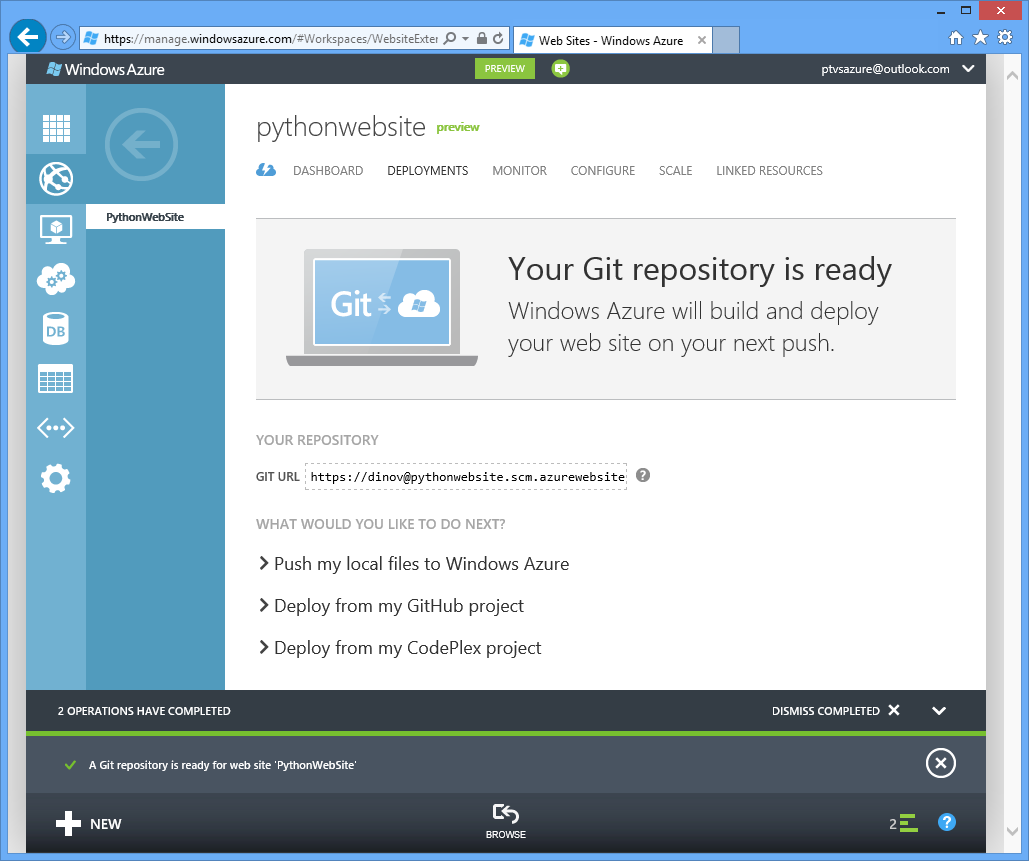 https://manage.windowsazure.com/#Workspaces/WebsiteExter
Web Sites - Windows Azure
Windows Azure
PREVIEW
ptvsazure@outlook.com
pythonwebsite preview
DASHBOARD DEPLOYMENTS MONITOR CONFIGURE SCALE LINKED RESOURCES
PythonWebSite
Your Git repository is ready
Windows Azure will build and deploy
your web site on your next push.
Git
DB
YOUR REPOSITORY
GIT URL https://dinov@pythonwebsite.scm.azurewebsite
?
WHAT WOULD YOU LIKE TO DO NEXT?
Push my local files to Windows Azure
Deploy from my GitHub project
Deploy from my CodePlex project
2 OPERATIONS HAVE COMPLETED
DISMISS COMPLETED
A Git repository is ready for web site 'PythonWebSite'
NEW
BROWSE
2
?